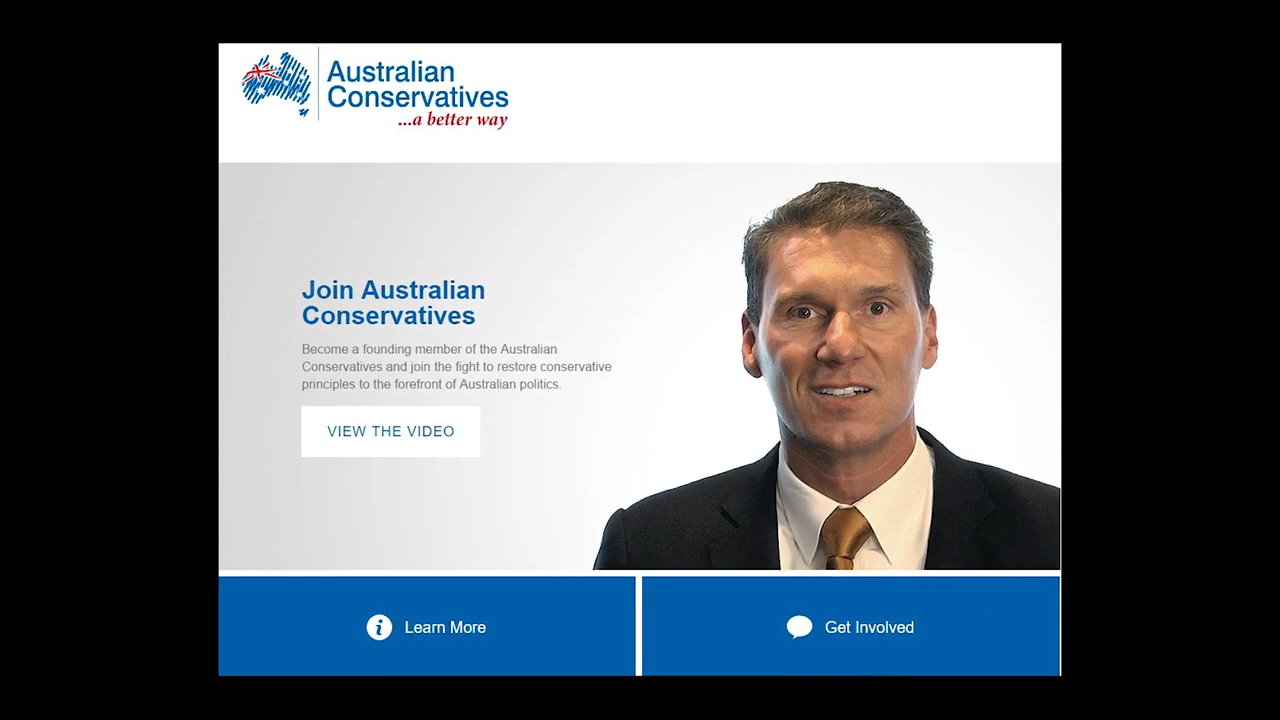 Australian
Conservatives
...a better way
Join Australian
Conservatives
Become a founding member of the Australian
Conservatives and join the fight to restore conservative
principles to the forefront of Australian politics.
VIEW THE VIDEO
Learn More
Get Involved